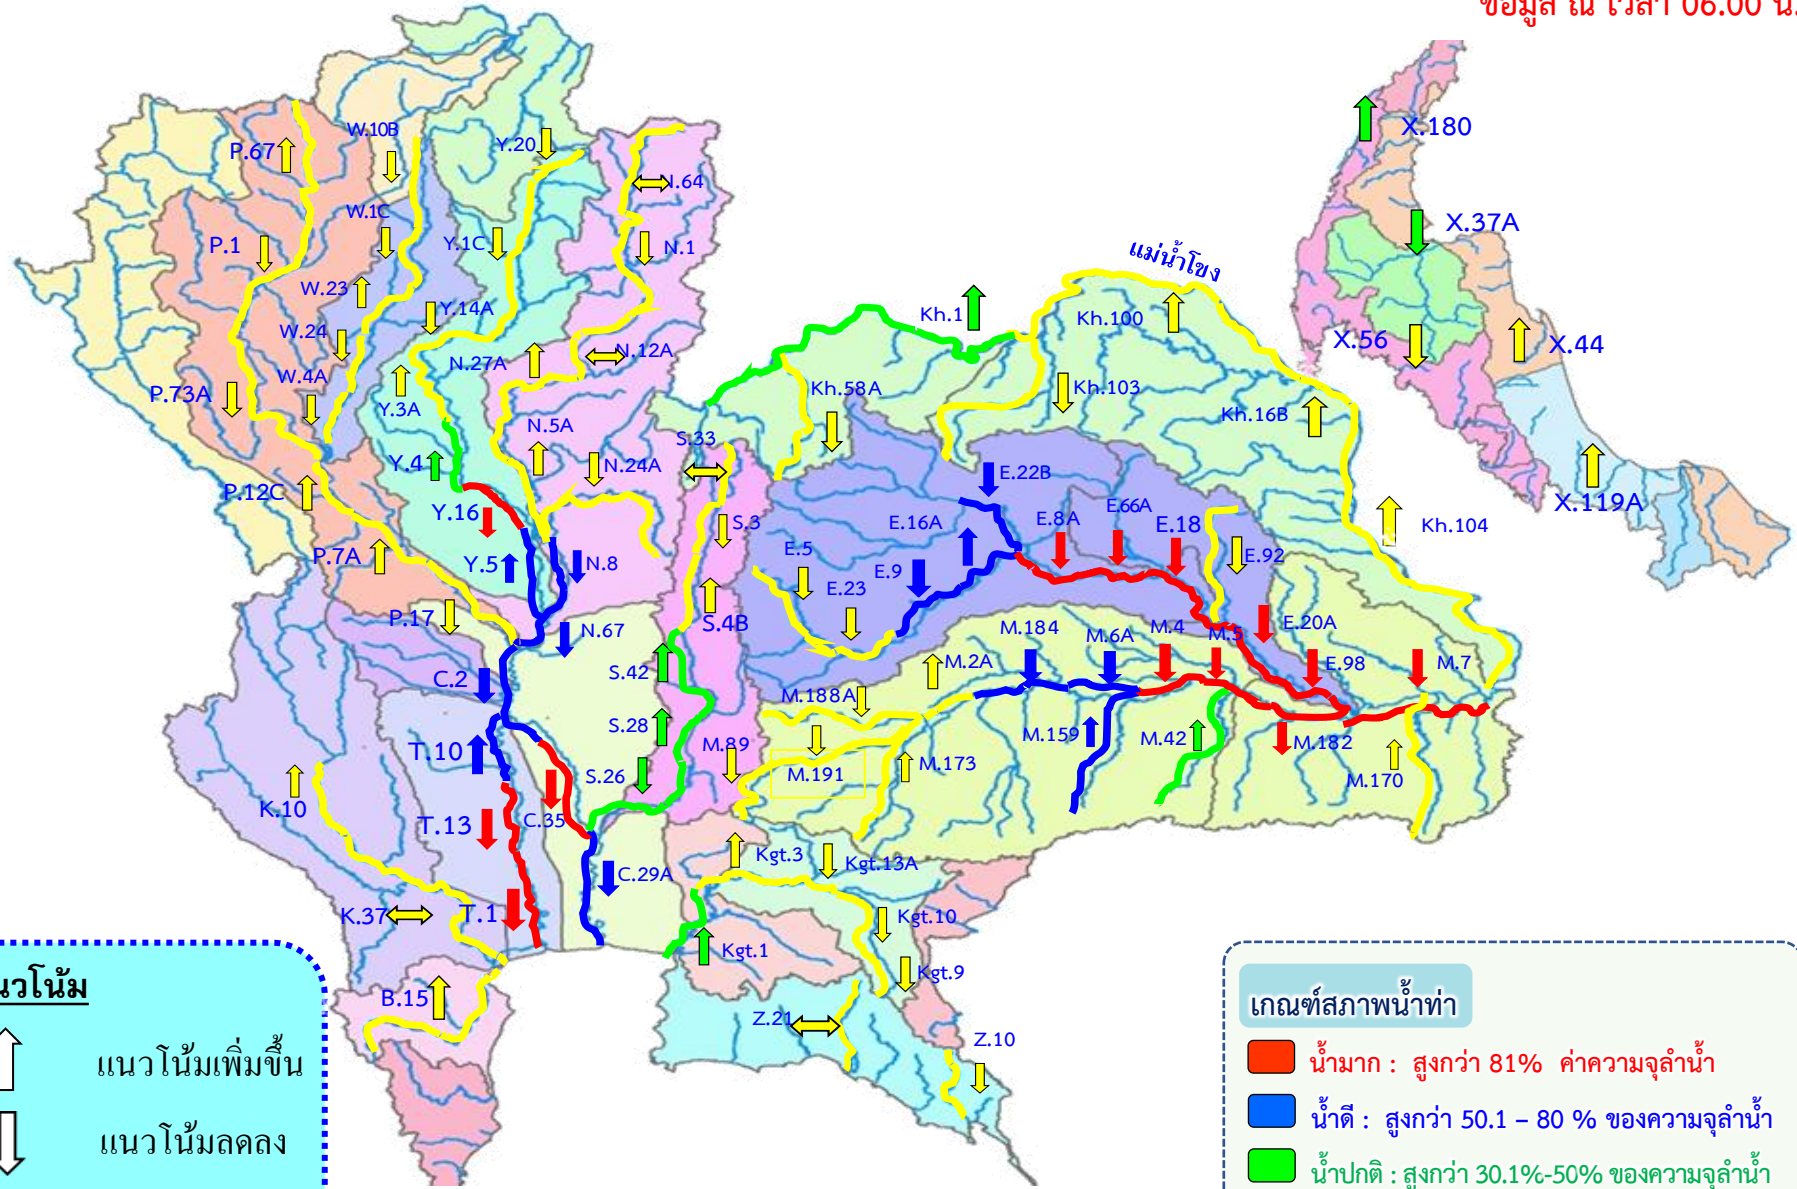 ข้อมูล ณ เวลา 06.00 น.
P.67
W.10B
Y.20
N.64
X.180
P.1
W.1C
Y.1C
N.1
X.37A
แม่น้ำโขง
W.23
Y.14A
Kh.1
Kh.100
W.24
N.27A
N.12A
X.56
X.44
P.73A
W.4A
Y.3A
Kh.58A
Kh.103
Kh.16B
N.5A
S.33
Y.4
N.24A
E.22B
P.12C
Y.16
S.3
E.16A
E.8A
E.66A
E.18
Kh.104
X.119A
P.7A
Y.5
N.8
E.5
E.9
E.23
E.92
P.17
N.67
S.4B
M.184
M.6A
M.4
M.5
E.20A
C.2
S.42
M.188A
M.2A
E.98
M.7
T.10
S.28
M.89
M.159
M.42
M.182
K.10
S.26
M.191
M.173
M.170
T.13
C.35
Kgt.3
Kgt.13A
C.29A
K.37
T.1
Kgt.10
Kgt.1
Kgt.9
B.15
Z.21
Z.10
นวโน้ม
แนวโน้มเพิ่มขึ้น
แนวโน้มลดลง
เกณฑ์สภาพน้ำท่า
น้ำมาก : สูงกว่า 81% ค่าความจุลำน้ำ
น้ำดี : สูงกว่า 50.1 – 80 % ของความจุลำน้ำ
น้ำปกติ : สูงกว่า 30.1%-50% ของความจุลำน้ำ